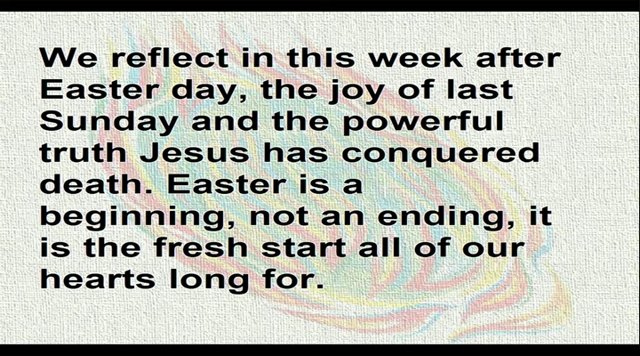 We reflect in this week after
Easter day, the joy of last
Sunday and the powerful
truth Jesus has conquered
death. Easter is a
beginning, not an ending, it
is the fresh start all of our
hearts long for.